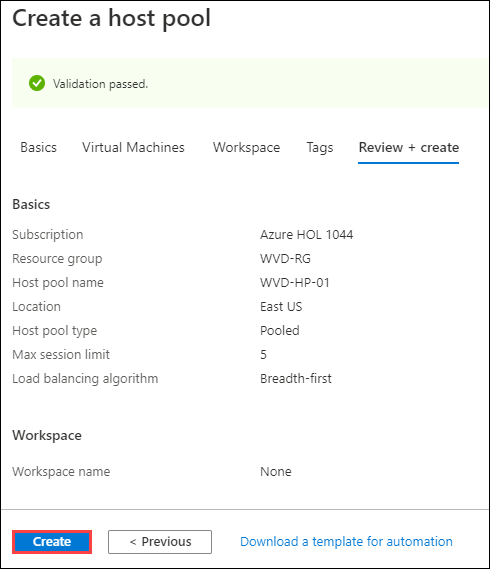 Create a host pool
Validation passed.
Basics Virtual Machines Workspace Tags Review + create
Basics
Subscription Azure HOL 1044
Resource group WVD-RG
Host pool name WVD-HP-01
Location East US
Host pool type Pooled
Max session limit 5
Load balancing algorithm Breadth-first
Workspace
Workspace name None
Create < Previous Download a template for automation